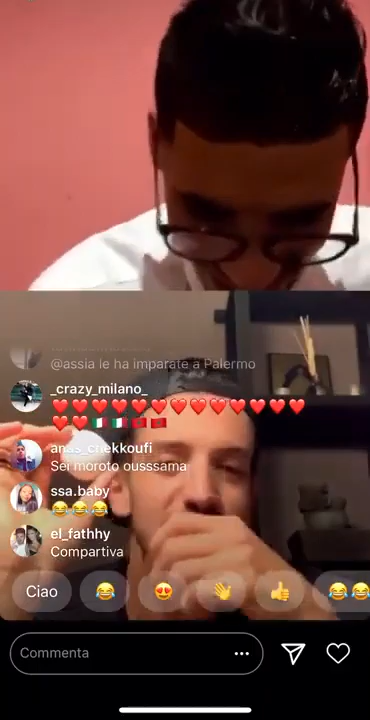 @assia le ha imparate a Palermo
_crazy_milano_
❤️❤️❤️❤️❤️❤️❤️❤️❤️❤️❤️❤️❤️
❤️❤️🇮🇹🇮🇹🇲🇦🇲🇦
anas_chekkoufi
Sei moroto ousssama
ssa.baby
😂😂😂
el_fathhy
Compartiva
Ciao 😂 😍 👋 👍 😂😂
Commenta